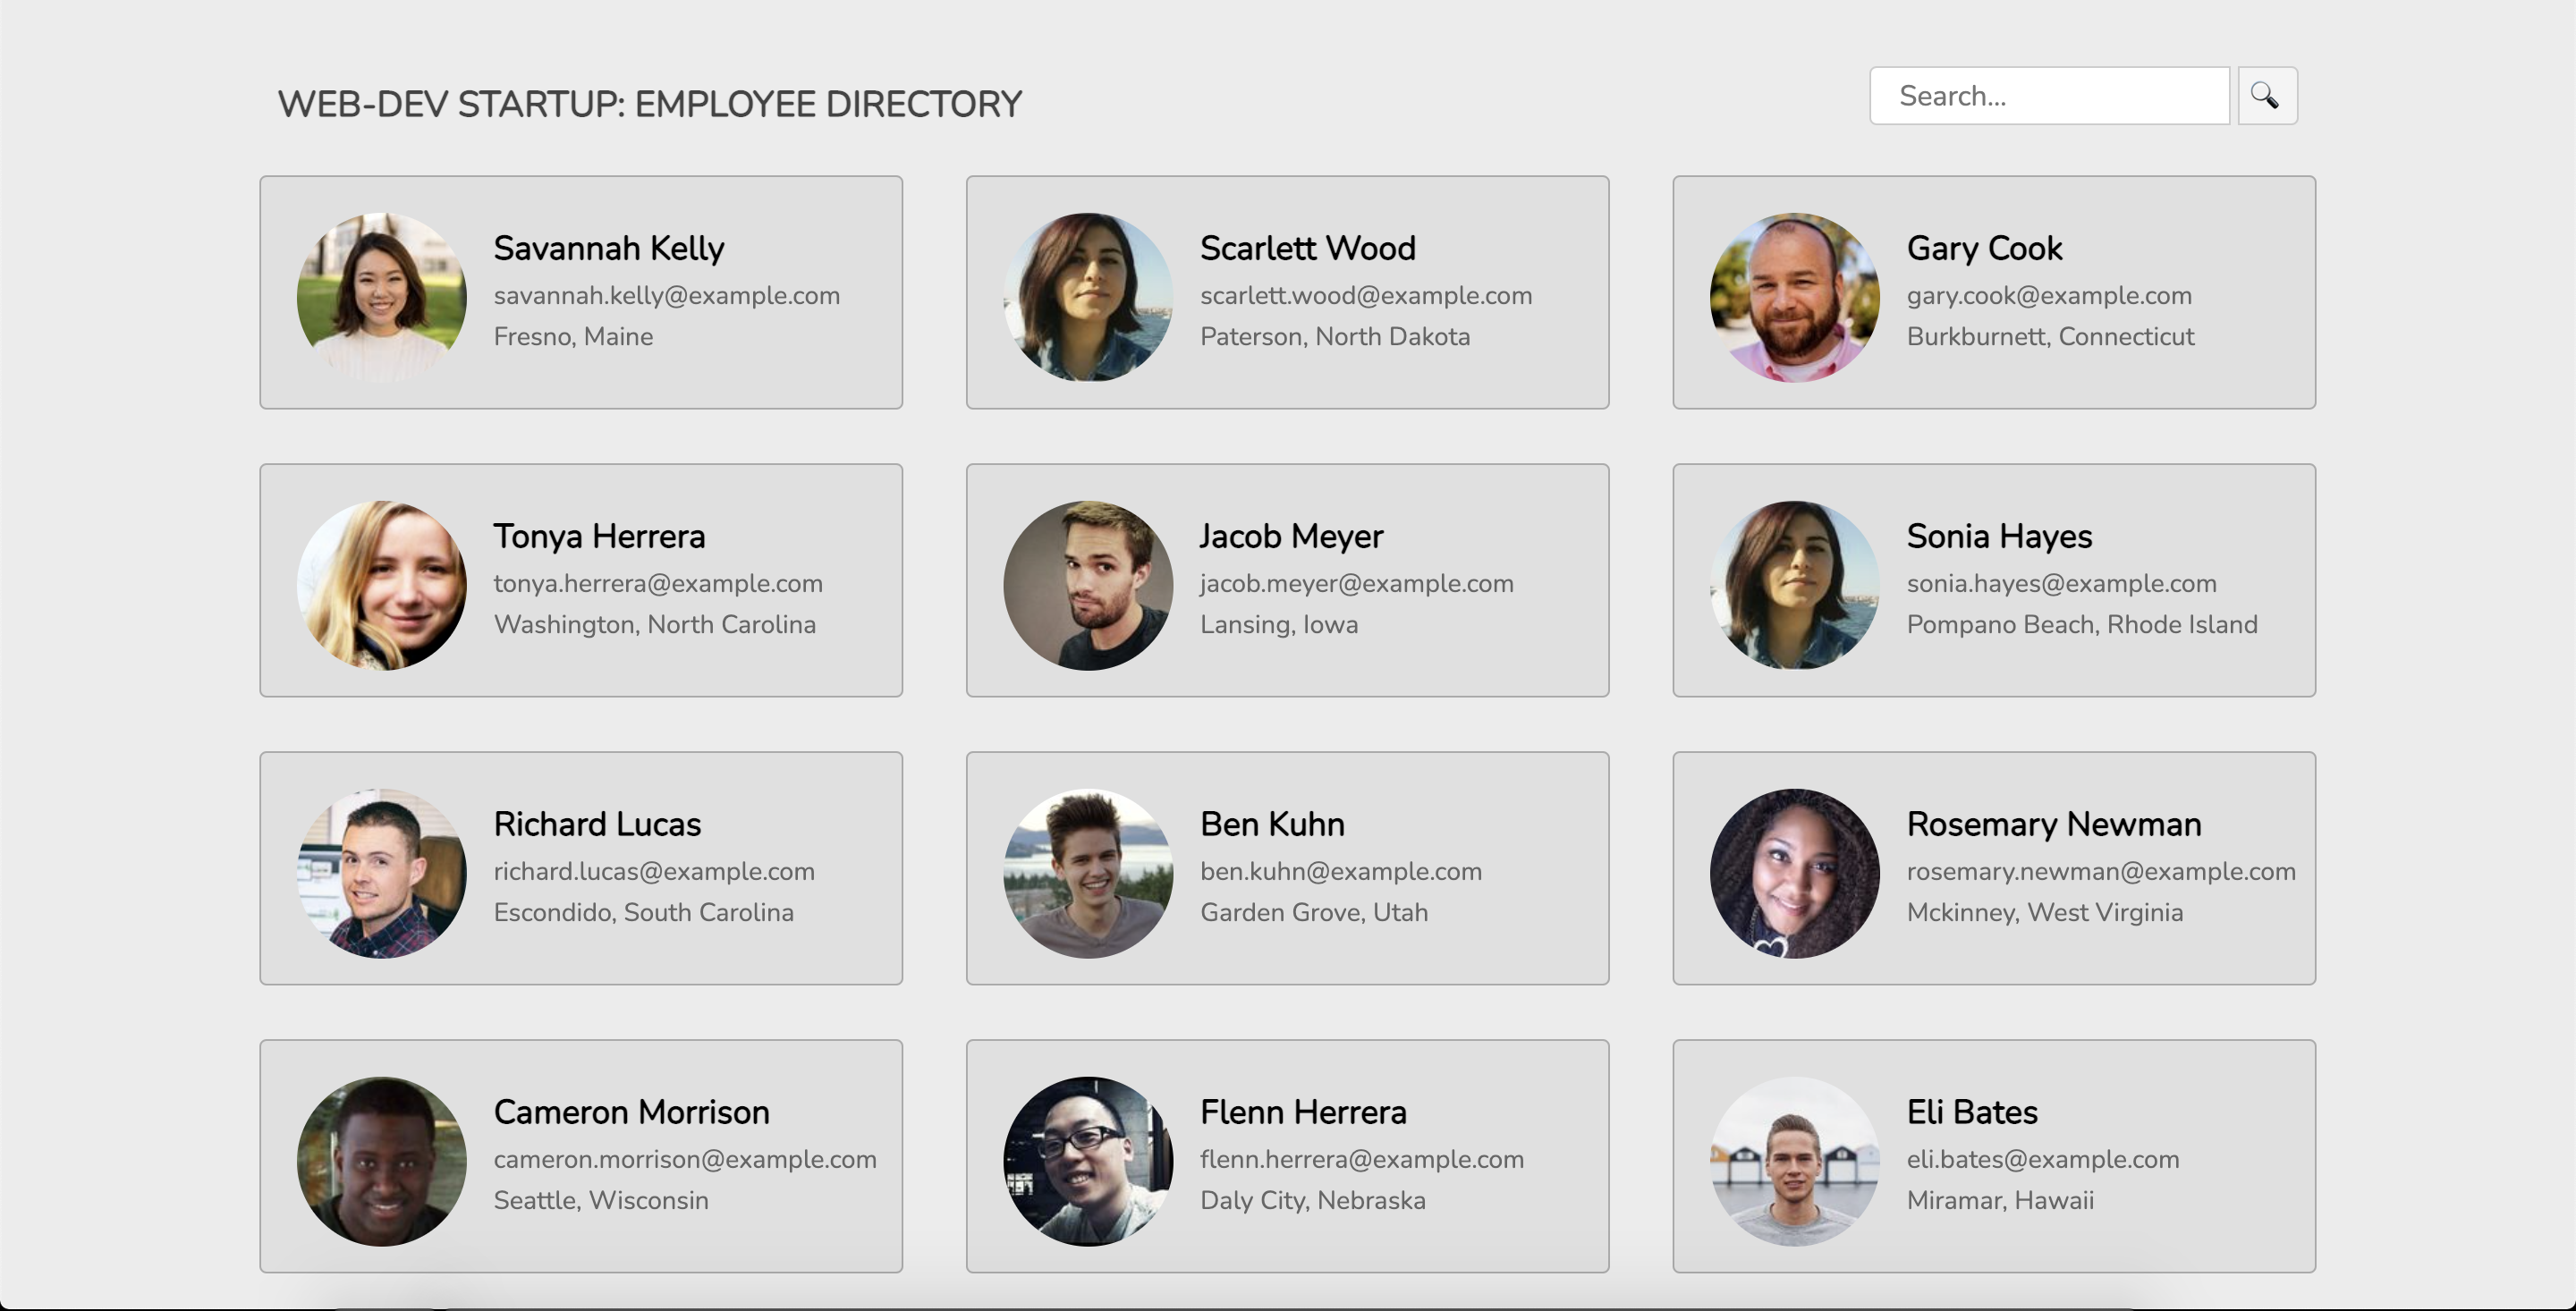 WEB-DEV STARTUP: EMPLOYEE DIRECTORY
Search...
Savannah Kelly
savannah.kelly@example.com
Fresno, Maine
Scarlett Wood
scarlett.wood@example.com
Paterson, North Dakota
Gary Cook
gary.cook@example.com
Burkburnett, Connecticut
Tonya Herrera
tonya.herrera@example.com
Washington, North Carolina
Jacob Meyer
jacob.meyer@example.com
Lansing, Iowa
Sonia Hayes
sonia.hayes@example.com
Pompano Beach, Rhode Island
Richard Lucas
richard.lucas@example.com
Escondido, South Carolina
Ben Kuhn
ben.kuhn@example.com
Garden Grove, Utah
Rosemary Newman
rosemary.newman@example.com
Mckinney, West Virginia
Cameron Morrison
cameron.morrison@example.com
Seattle, Wisconsin
Flenn Herrera
flenn.herrera@example.com
Daly City, Nebraska
Eli Bates
eli.bates@example.com
Miramar, Hawaii